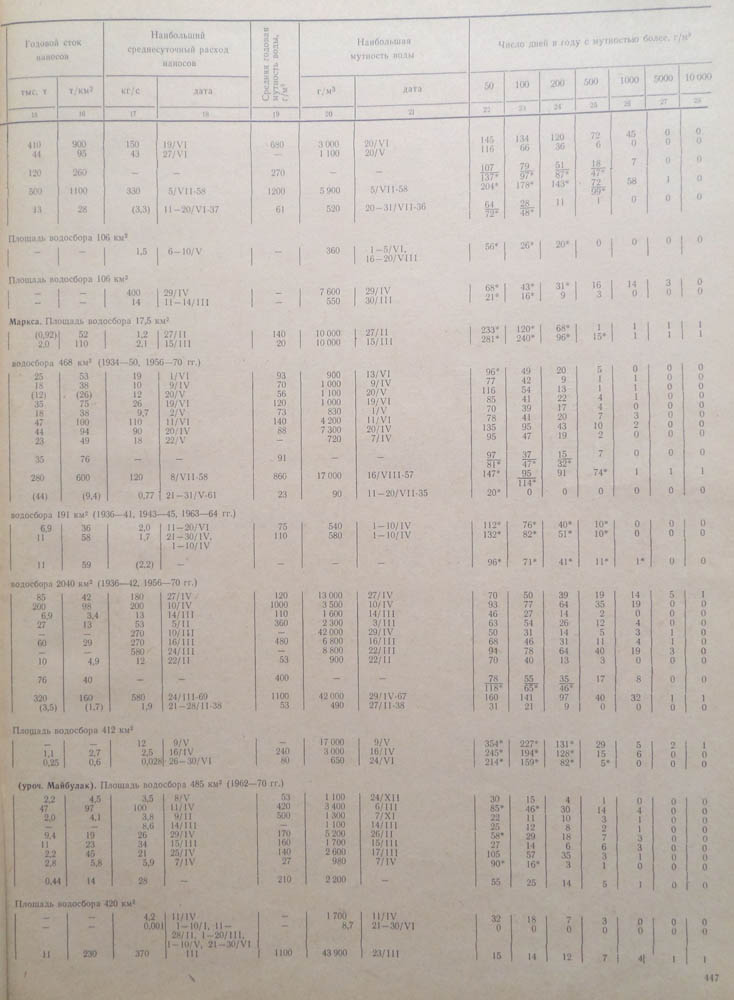 Годовой сток наносов | Наибольший среднесуточный расход наносов | Средняя годовая мутность воды, г/м³ | Наибольшая мутность воды | Число дней в году с мутностью более, г/м³
тыс. т | т/км² | кг/с | дата | г/м³ | дата | 50 | 100 | 200 | 500 | 1000 | 5000 | 10 000
15 | 16 | 17 | 18 | 19 | 20 | 21 | 22 | 23 | 24 | 25 | 26 | 27 | 28
410 | 900 | 150 | 19/VI | 680 | 3 000 | 20/VI | 145 | 134 | 120 | 72 | 45 | 0 | 0
44 | 95 | 43 | 27/VI | — | 1 100 | 20/V | 116 | 66 | 36 | 6 | 0 | 0 | 0
120 | 260 | — | — | 270 | — | — | 107/137* | 79/97* | 51/87* | 18/47* | 7 | 0 | 0
500 | 1100 | 330 | 5/VII-58 | 1200 | 5 900 | 5/VII-58 | 204* | 178* | 143* | 72/99* | 58 | 1 | 0
13 | 28 | (3,3) | 11—20/VI-37 | 61 | 520 | 20—31/VII-36 | 64/72* | 28/48* | 11 | 1 | 0 | 0 | 0
Площадь водосбора 106 км²
— | — | 1,5 | 6—10/V | — | 360 | 1—5/VI, | 56* | 26* | 20* | 0 | 0 | 0 | 0
16—20/VIII
Площадь водосбора 106 км²
— | — | 400 | 29/IV | — | 7 600 | 29/IV | 68* | 43* | 31* | 16 | 14 | 3 | 0
— | — | 14 | 11—14/III | — | 550 | 30/III | 21* | 16* | 9 | 3 | 0 | 0 | 0
Маркса. Площадь водосбора 17,5 км²
(0,92) | 52 | 1,2 | 27/II | 140 | 10 000 | 27/II | 233* | 120* | 68* | 1 | 1 | 1 | 1
2,0 | 110 | 2,1 | 15/III | 20 | 10 000 | 15/III | 281* | 240* | 96* | 15* | 1 | 1 | 1
водосбора 468 км² (1934—50, 1956—70 гг.)
25 | 53 | 19 | 1/VI | 93 | 900 | 13/VI | 96* | 49 | 20 | 5 | 0 | 0 | 0
18 | 38 | 10 | 9/IV | 70 | 1 000 | 9/IV | 77 | 42 | 9 | 1 | 1 | 0 | 0
(12) | (26) | 12 | 20/V | 56 | 1 100 | 20/V | 116 | 54 | 13 | 1 | 1 | 0 | 0
35 | 75 | 26 | 19/VI | 120 | 1 000 | 19/VI | 85 | 41 | 22 | 4 | 1 | 0 | 0
18 | 38 | 9,7 | 2/V | 73 | 830 | 1/V | 70 | 39 | 17 | 4 | 0 | 0 | 0
47 | 100 | 110 | 11/VI | 140 | 4 200 | 11/VI | 78 | 41 | 20 | 7 | 3 | 0 | 0
44 | 94 | 90 | 20/IV | 88 | 7 300 | 20/IV | 135 | 95 | 43 | 10 | 2 | 0 | 0
23 | 49 | 18 | 22/V | — | 720 | 7/IV | 95 | 47 | 19 | 2 | 0 | 0 | 0
35 | 76 | — | — | 91 | — | — | 97/81* | 37/47* | 15/32* | 7 | 0 | 0 | 0
280 | 600 | 120 | 8/VII-58 | 860 | 17 000 | 16/VIII-57 | 147* | 95/114* | 91 | 74* | 1 | 1 | 1
(44) | (9,4) | 0,77 | 21—31/V-61 | 23 | 90 | 11—20/VII-35 | 20* | 0 | 0 | 0 | 0 | 0 | 0
водосбора 191 км² (1936—41, 1943—45, 1963—64 гг.)
6,9 | 36 | 2,0 | 11—20/VI | 75 | 540 | 1—10/IV | 112* | 76* | 40* | 10* | 0 | 0 | 0
11 | 58 | 1,7 | 21—30/IV, | 110 | 580 | 1—10/IV | 132* | 82* | 51* | 10* | 0 | 0 | 0
1—10/IV
11 | 59 | (2,2) | — | — | — | — | 96* | 71* | 41* | 11* | 1* | 0 | 0
водосбора 2040 км² (1936—42, 1956—70 гг.)
85 | 42 | 180 | 27/IV | 120 | 13 000 | 27/IV | 70 | 50 | 39 | 19 | 14 | 5 | 1
200 | 98 | 200 | 10/IV | 1000 | 3 500 | 10/IV | 93 | 77 | 64 | 35 | 19 | 0 | 0
6,9 | 3,4 | 13 | 14/III | 110 | 1 600 | 14/III | 46 | 27 | 14 | 2 | 0 | 0 | 0
27 | 13 | 53 | 5/II | 360 | 2 300 | 3/III | 63 | 54 | 26 | 12 | 4 | 0 | 0
— | — | 270 | 10/III | — | 42 000 | 29/IV | 50 | 31 | 14 | 5 | 3 | 1 | 0
60 | 29 | 270 | 16/III | 480 | 6 800 | 16/III | 68 | 46 | 31 | 11 | 4 | 1 | 0
— | — | 580 | 24/III | — | 8 800 | 22/III | 94 | 78 | 64 | 40 | 19 | 3 | 0
10 | 4,9 | 12 | 22/II | 53 | 900 | 22/II | 70 | 40 | 13 | 3 | 0 | 0 | 0
76 | 40 | — | — | 400 | — | — | 78/118* | 55/65* | 35/46* | 17 | 8 | 0 | 0
320 | 160 | 580 | 24/III-69 | 1100 | 42 000 | 29/IV-67 | 160 | 141 | 97 | 40 | 32 | 1 | 1
(3,5) | (1,7) | 1,9 | 21—28/II-38 | 53 | 490 | 27/II-38 | 31 | 21 | 9 | 0 | 0 | 0 | 0
Площадь водосбора 412 км²
— | — | 12 | 9/V | — | 17 000 | 9/V | 354* | 227* | 131* | 29 | 5 | 2 | 1
1,1 | 2,7 | 2,5 | 16/IV | 240 | 3 000 | 16/IV | 245* | 194* | 128* | 15 | 6 | 0 | 0
0,25 | 0,6 | 0,028 | 26—30/VI | 80 | 650 | 24/VI | 214* | 159* | 82* | 5* | 0 | 0 | 0
(уроч. Майбулак). Площадь водосбора 485 км² (1962—70 гг.)
2,2 | 4,5 | 3,5 | 8/V | 53 | 1 100 | 24/XII | 30 | 15 | 4 | 1 | 0 | 0 | 0
47 | 97 | 100 | 11/IV | 420 | 3 400 | 6/III | 85* | 46* | 30 | 14 | 4 | 0 | 0
2,0 | 4,1 | 3,8 | 9/II | 500 | 1 300 | 7/XI | 22 | 11 | 10 | 3 | 1 | 0 | 0
— | — | 8,6 | 14/III | — | 1 100 | 14/III | 25 | 12 | 8 | 2 | 1 | 0 | 0
9,4 | 19 | 26 | 29/IV | 170 | 5 200 | 26/II | 58* | 29 | 18 | 7 | 3 | 0 | 0
11 | 23 | 34 | 15/III | 160 | 1 700 | 15/III | 27 | 14 | 6 | 6 | 3 | 0 | 0
2,2 | 45 | 21 | 25/IV | 140 | 2 600 | 17/III | 105 | 57 | 35 | 3 | 1 | 0 | 0
2,8 | 5,8 | 5,9 | 7/IV | 27 | 980 | 7/IV | 90* | 16* | 3 | 1 | 0 | 0 | 0
0,44 | 14 | 28 | — | 210 | 2 200 | — | 55 | 25 | 14 | 5 | 1 | 0 | 0
Площадь водосбора 420 км²
— | — | 4,2 | 11/IV | — | 1 700 | 11/IV | 32 | 18 | 7 | 3 | 0 | 0 | 0
— | — | 0,001 | 1—10/I, 11— | — | 8,7 | 21—30/VI | 0 | 0 | 0 | 0 | 0 | 0 | 0
28/II, 1—20/III,
1—10/V, 21—30/VI
11 | 230 | 370 | III | 1100 | 43 900 | 23/III | 15 | 14 | 12 | 7 | 4 | 1 | 1
447